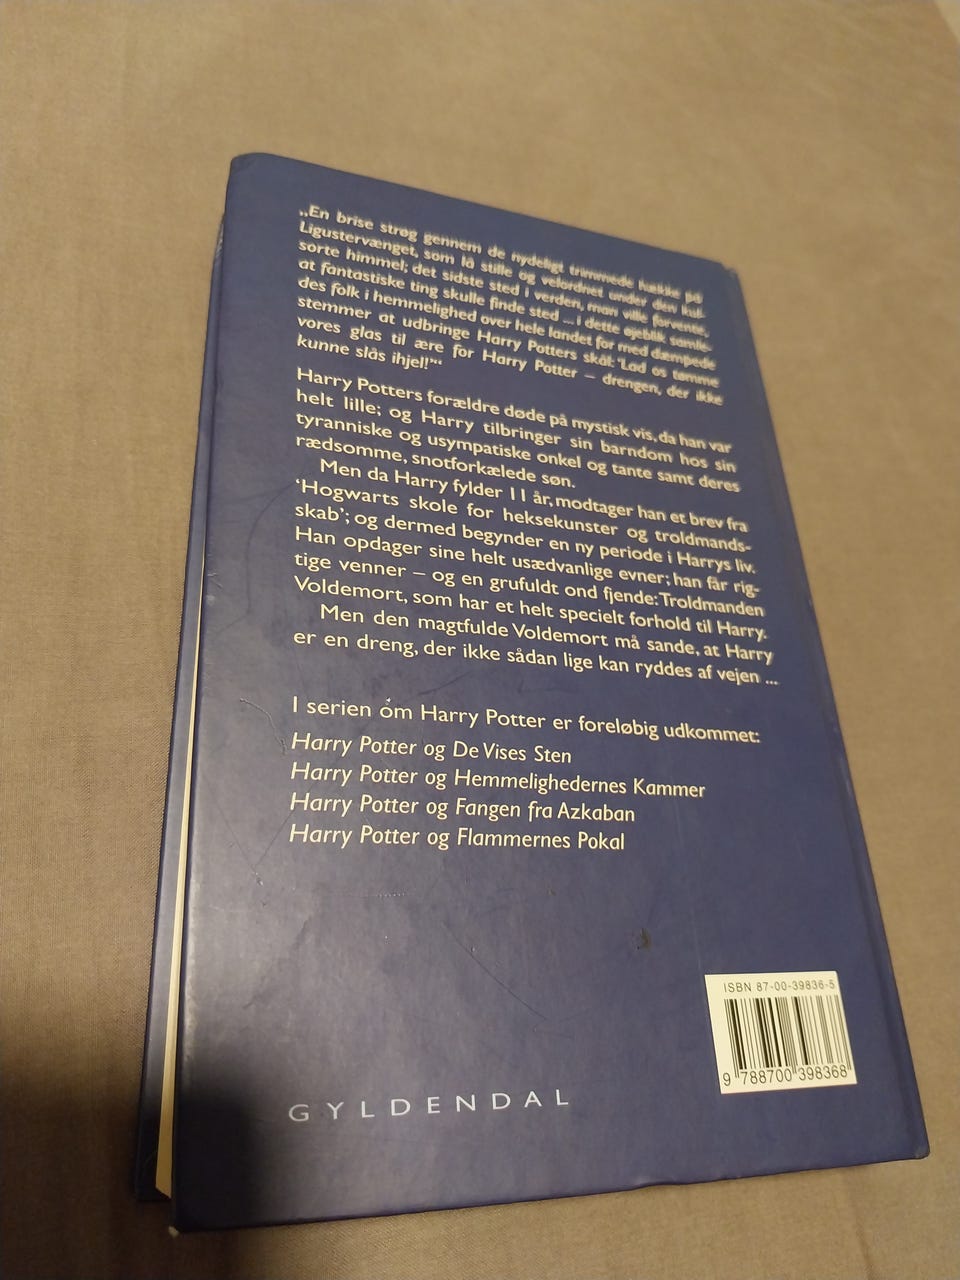 „En brise strøg gennem de nydeligt trimmede hække på
Ligustervænget, som lå stille og velordnet under den kul-
sorte himmel; det sidste sted i verden, man ville forvente,
at fantastiske ting skulle finde sted ... i dette øjeblik samle-
des folk i hemmelighed over hele landet for med dæmpede
stemmer at udbringe Harry Potters skål: 'Lad os tømme
vores glas til ære for Harry Potter – drengen, der ikke
kunne slås ihjel!'“
Harry Potters forældre døde på mystisk vis, da han var
helt lille; og Harry tilbringer sin barndom hos sin
tyranniske og usympatiske onkel og tante samt deres
rædsomme, snotforkælede søn.
Men da Harry fylder 11 år, modtager han et brev fra
'Hogwarts skole for heksekunster og troldmands-
skab'; og dermed begynder en ny periode i Harrys liv.
Han opdager sine helt usædvanlige evner; han får rig-
tige venner – og en grufuldt ond fjende: Troldmanden
Voldemort, som har et helt specielt forhold til Harry.
Men den magtfulde Voldemort må sande, at Harry
er en dreng, der ikke sådan lige kan ryddes af vejen ...
I serien om Harry Potter er foreløbig udkommet:
Harry Potter og De Vises Sten
Harry Potter og Hemmelighedernes Kammer
Harry Potter og Fangen fra Azkaban
Harry Potter og Flammernes Pokal
ISBN 87-00-39836-5
9 788700 398368
GYLDENDAL